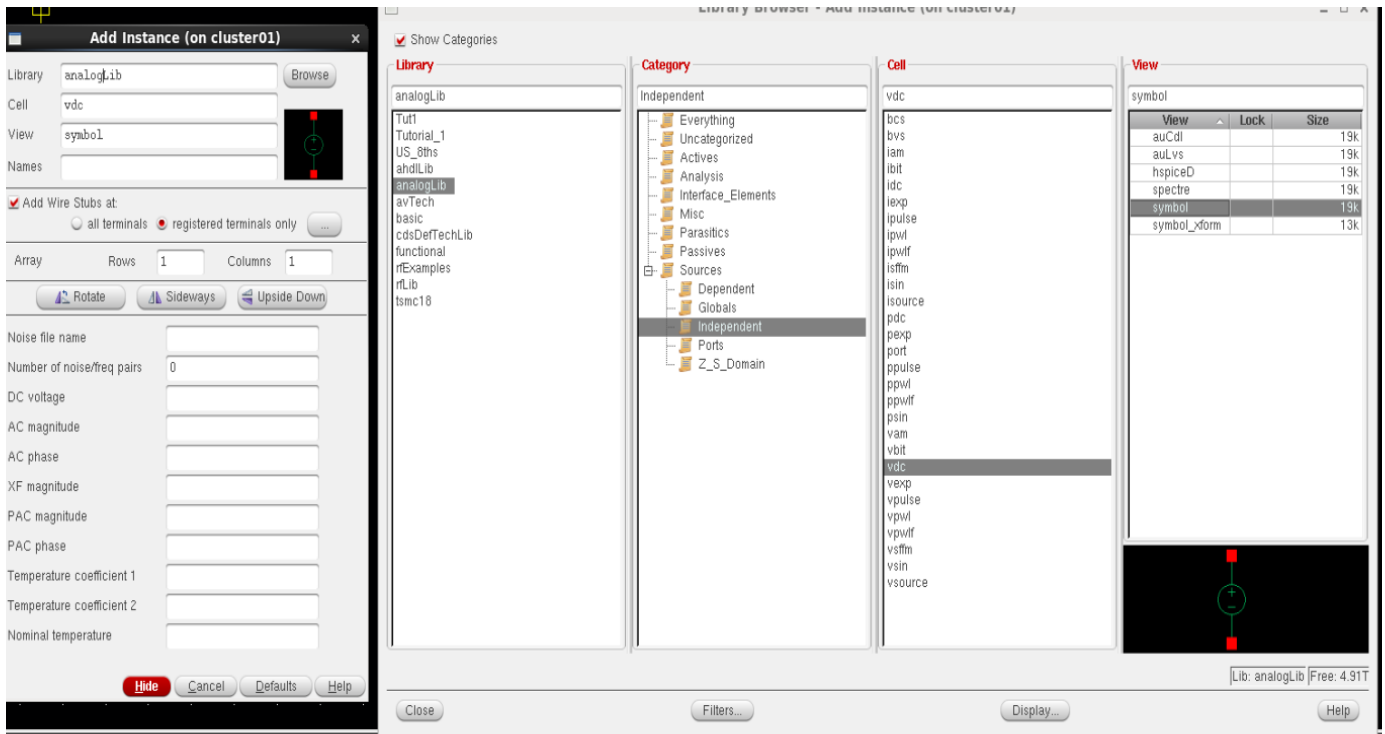 Add Instance (on cluster01)
x
Library analogLib Browse
Cell vdc
View symbol
Names
Add Wire Stubs at:
all terminals registered terminals only ...
Array Rows 1 Columns 1
Rotate Sideways Upside Down
Noise file name
Number of noise/freq pairs 0
DC voltage
AC magnitude
AC phase
XF magnitude
PAC magnitude
PAC phase
Temperature coefficient 1
Temperature coefficient 2
Nominal temperature
Hide Cancel Defaults Help
Library Browser - Add Instance (on cluster01)
Show Categories
Library
analogLib
Tut1
Tutorial_1
US_8ths
ahdlLib
analogLib
avTech
basic
cdsDefTechLib
functional
rfExamples
rfLib
tsmc18
Category
Independent
Everything
Uncategorized
Actives
Analysis
Interface_Elements
Misc
Parasitics
Passives
Sources
Dependent
Globals
Independent
Ports
Z_S_Domain
Cell
vdc
bcs
bvs
iam
ibit
idc
iexp
ipulse
ipwl
ipwlf
isffm
isin
isource
pdc
pexp
port
ppulse
ppwl
ppwlf
psin
vam
vbit
vdc
vexp
vpulse
vpwl
vpwlf
vsffm
vsin
vsource
View
symbol
View Lock Size
auCdl 19k
auLvs 19k
hspiceD 19k
spectre 19k
symbol 19k
symbol_xform 13k
Lib: analogLib Free: 4.91T
Close Filters... Display... Help